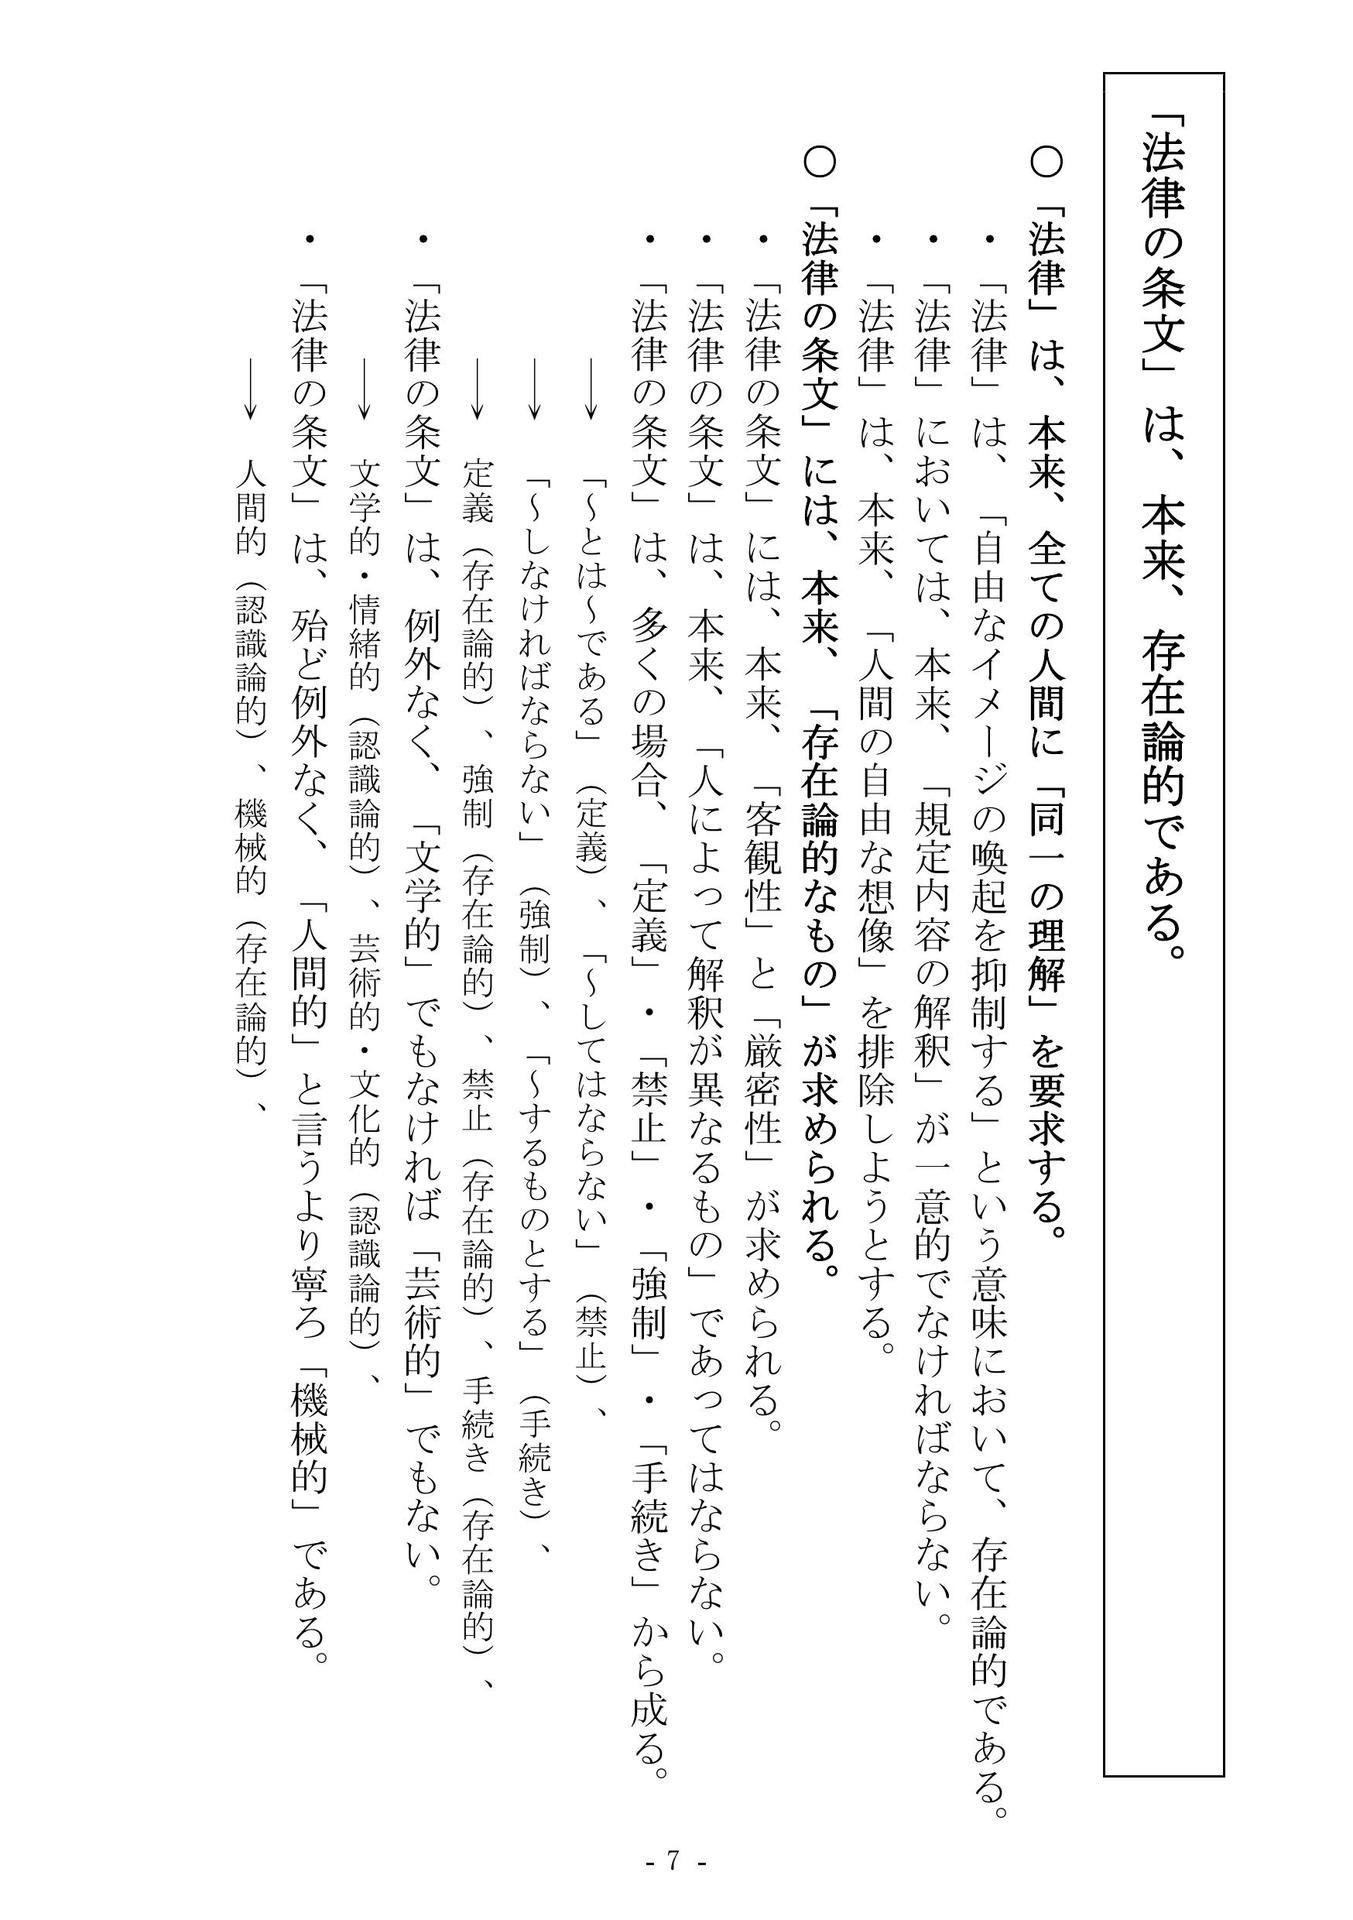 「法律の条文」は、本来、存在論的である。
○「法律」は、本来、全ての人間に「同一の理解」を要求する。
・「法律」は、「自由なイメージの喚起を抑制する」という意味において、存在論的である。
・「法律」においては、本来、「規定内容の解釈」が一意的でなければならない。
・「法律」は、本来、「人間の自由な想像」を排除しようとする。
○「法律の条文」には、本来、「存在論的なもの」が求められる。
・「法律の条文」には、本来、「客観性」と「厳密性」が求められる。
・「法律の条文」は、本来、「人によって解釈が異なるもの」であってはならない。
・「法律の条文」は、多くの場合、「定義」・「禁止」・「強制」・「手続き」から成る。
→「～とは～である」（定義）、「～してはならない」（禁止）、
→「～しなければならない」（強制）、「～するものとする」（手続き）、
→定義（存在論的）、強制（存在論的）、禁止（存在論的）、手続き（存在論的）、
・「法律の条文」は、例外なく、「文学的」でもなければ「芸術的」でもない。
→文学的・情緒的（認識論的）、芸術的・文化的（認識論的）、
・「法律の条文」は、殆ど例外なく、「人間的」と言うより寧ろ「機械的」である。
→人間的（認識論的）、機械的（存在論的）、
- 7 -